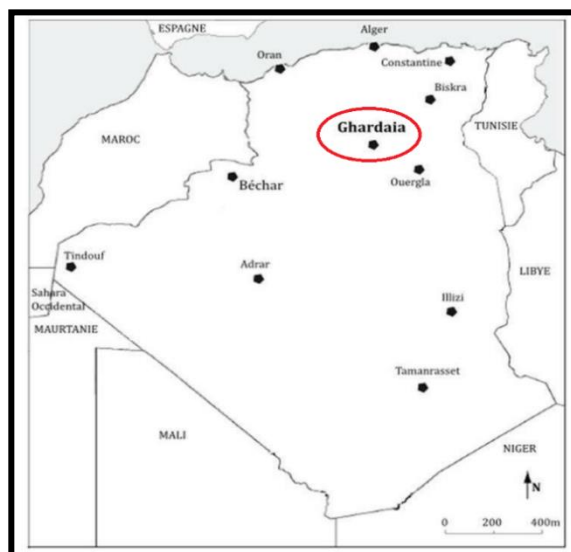 ESPAGNE
Alger
Oran
Constantine
Biskra
Ghardaia
TUNISIE
MAROC
Ouergla
Béchar
Tindouf
Adrar
LIBYE
Sahara
Occidental
Illizi
MAURTANIE
Tamanrasset
MALI
NIGER
N
0 200 400m